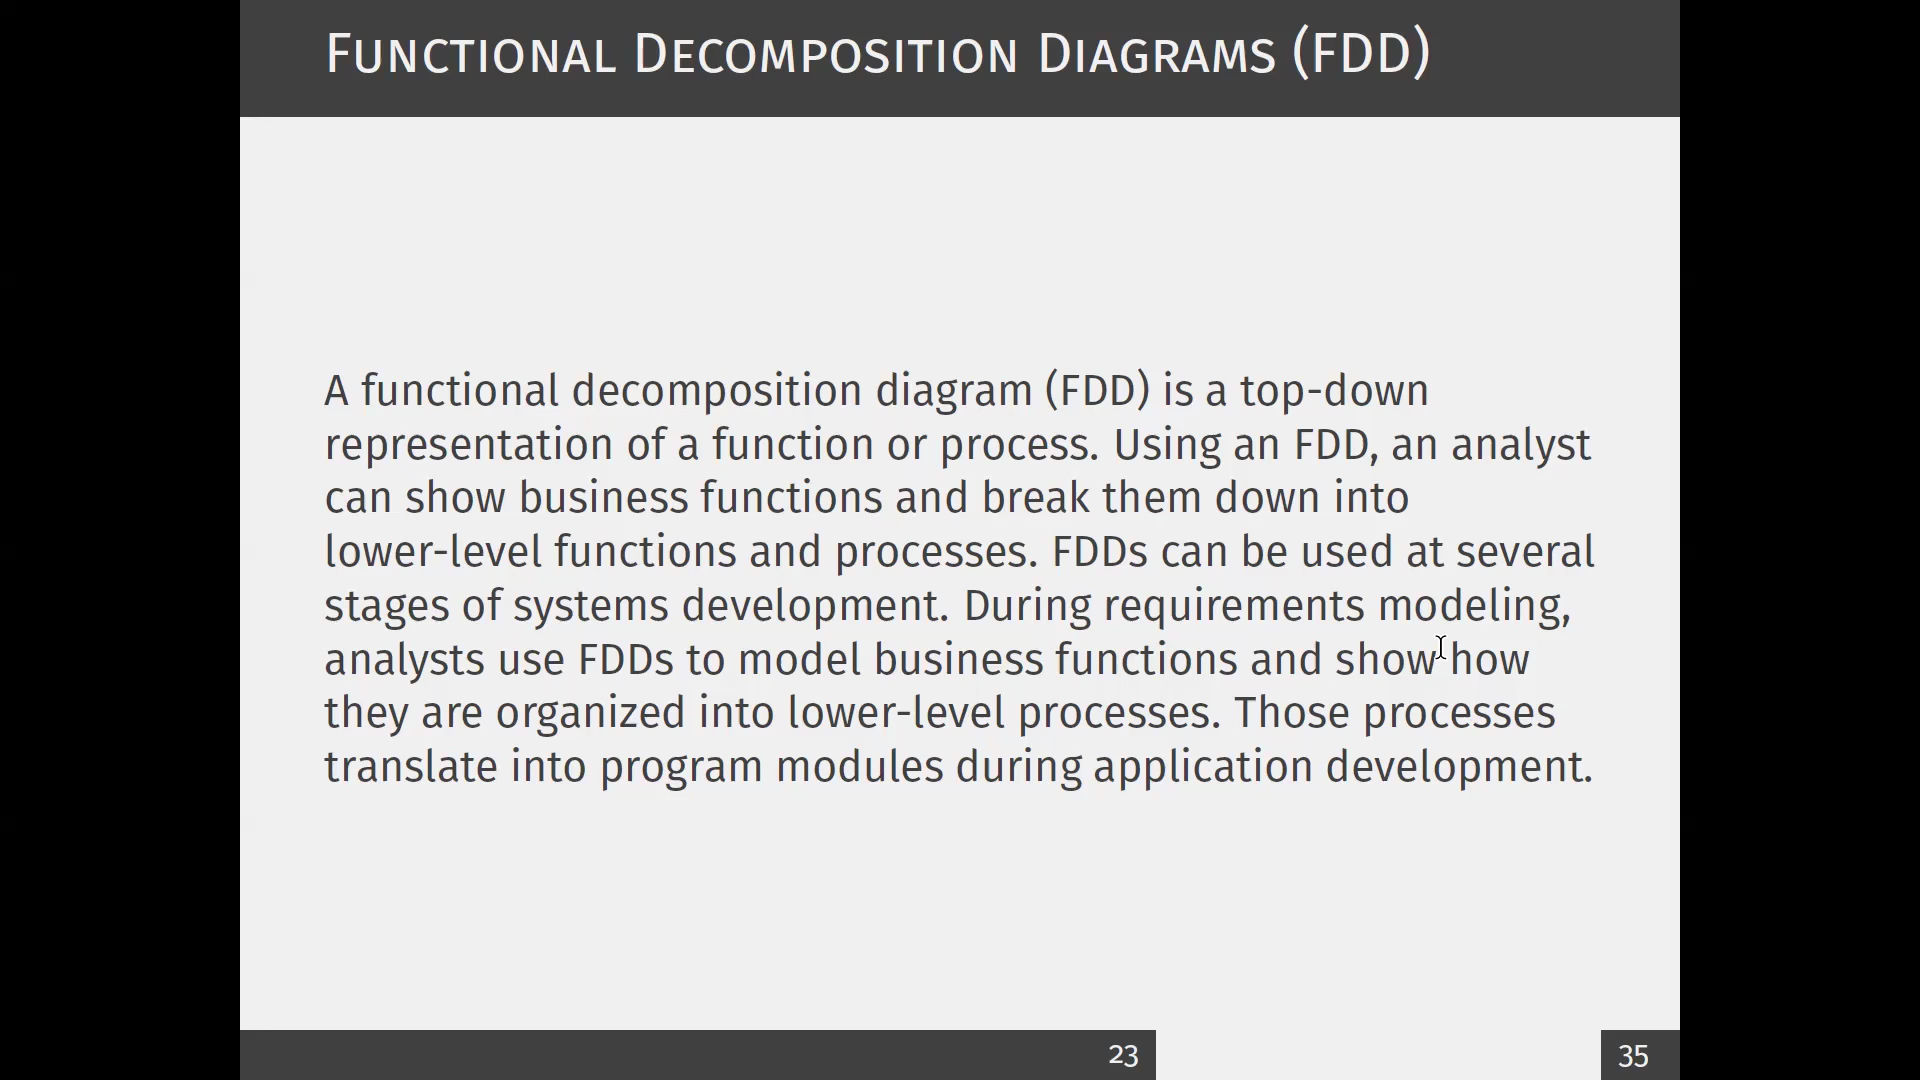 Functional Decomposition Diagrams (FDD)
A functional decomposition diagram (FDD) is a top-down
representation of a function or process. Using an FDD, an analyst
can show business functions and break them down into
lower-level functions and processes. FDDs can be used at several
stages of systems development. During requirements modeling,
analysts use FDDs to model business functions and show how
they are organized into lower-level processes. Those processes
translate into program modules during application development.
23
35